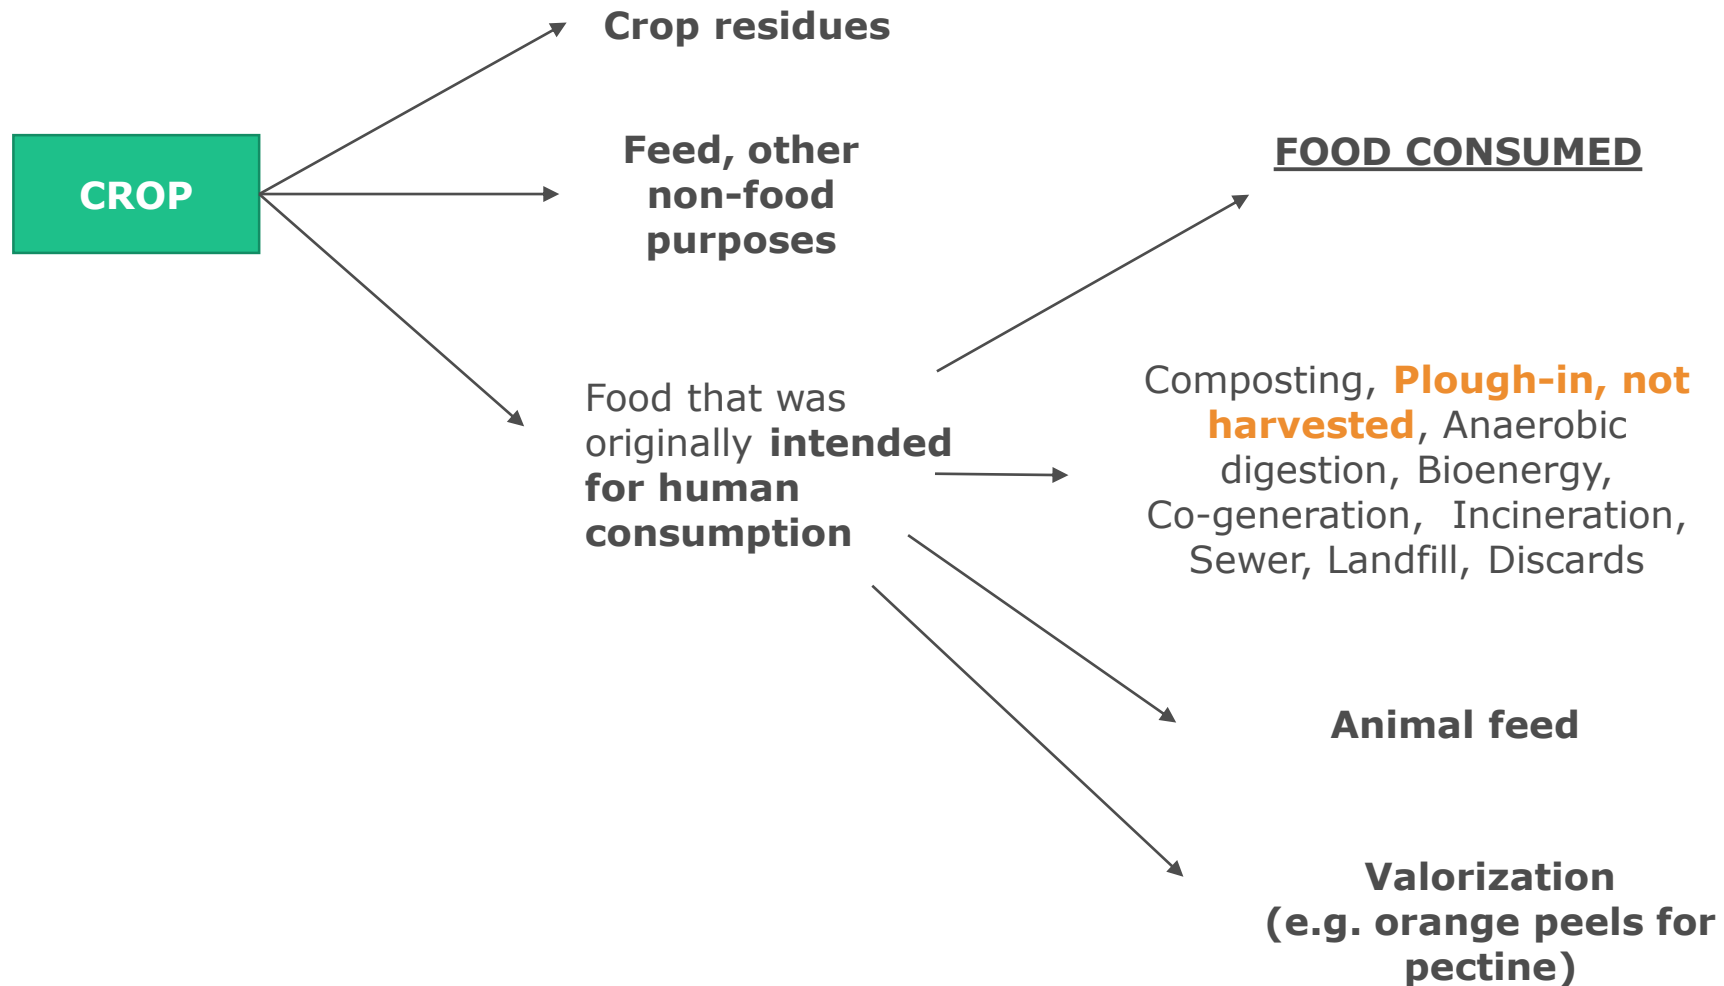 Crop residues
CROP
Feed, other
non-food
purposes
Food that was
originally intended
for human
consumption
FOOD CONSUMED
Composting, Plough-in, not
harvested, Anaerobic
digestion, Bioenergy,
Co-generation, Incineration,
Sewer, Landfill, Discards
Animal feed
Valorization
(e.g. orange peels for
pectine)